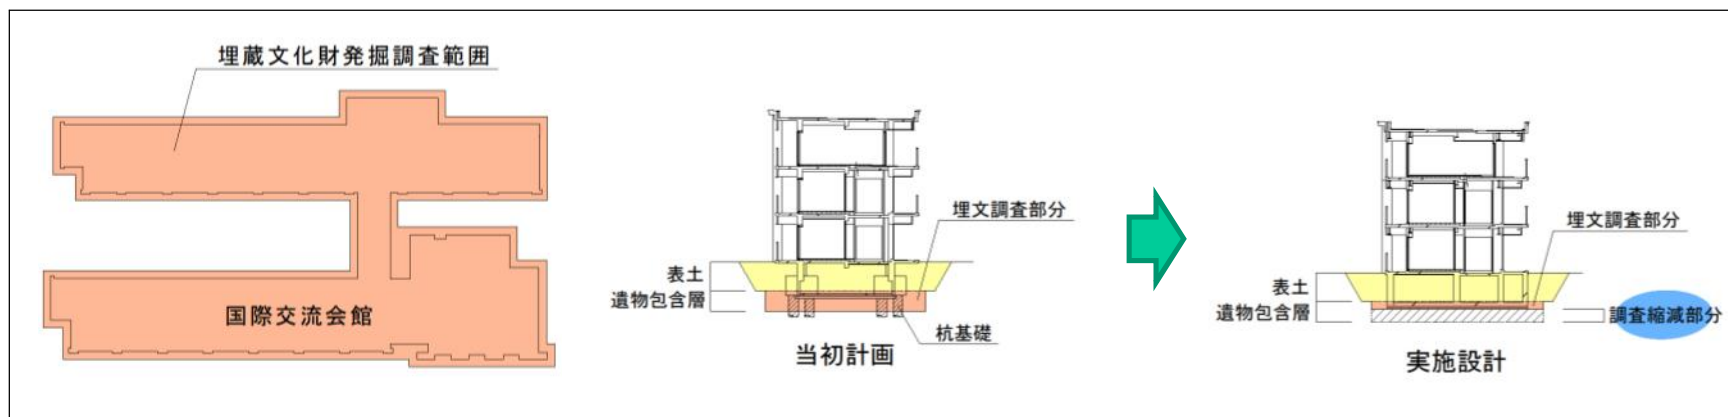 埋蔵文化財発掘調査範囲
国際交流会館
埋文調査部分
表土
遺物包含層
杭基礎
当初計画
埋文調査部分
表土
遺物包含層
調査縮減部分
実施設計